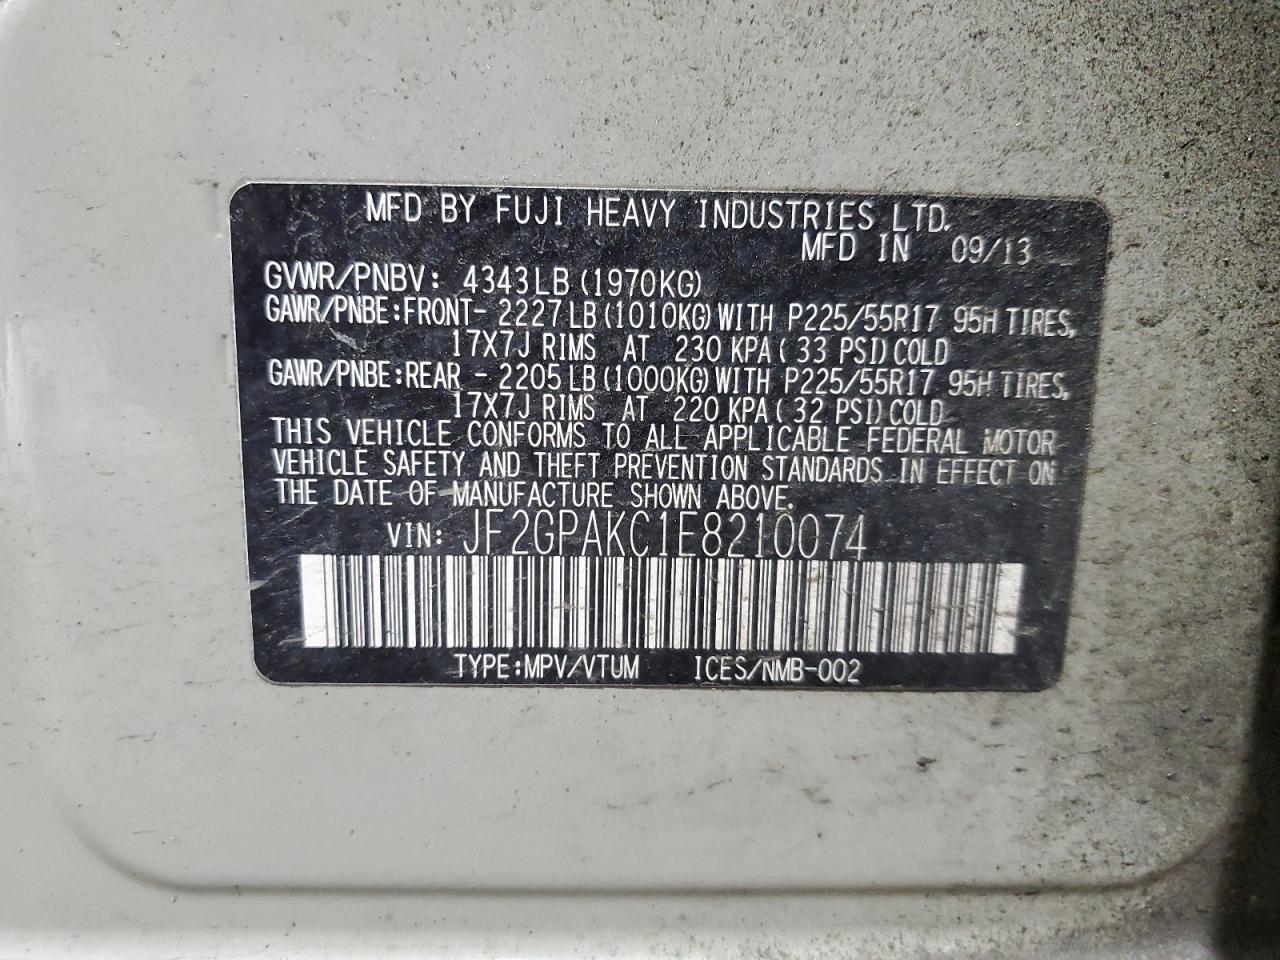 MFD BY FUJI HEAVY INDUSTRIES LTD.
MFD IN 09/13
GVWR/PNBV: 4343LB(1970KG)
GAWR/PNBE:FRONT- 2227LB(1010KG)WITH P225/55R17 95H TIRES,
17X7J RIMS AT 230 KPA(33 PSI)COLD
GAWR/PNBE:REAR - 2205LB(1000KG)WITH P225/55R17 95H TIRES,
17X7J RIMS AT 220 KPA(32 PSI)COLD
THIS VEHICLE CONFORMS TO ALL APPLICABLE FEDERAL MOTOR
VEHICLE SAFETY AND THEFT PREVENTION STANDARDS IN EFFECT ON
THE DATE OF MANUFACTURE SHOWN ABOVE.
VIN: JF2GPAKC1E8210074
TYPE:MPV/VTUM ICES/NMB-002